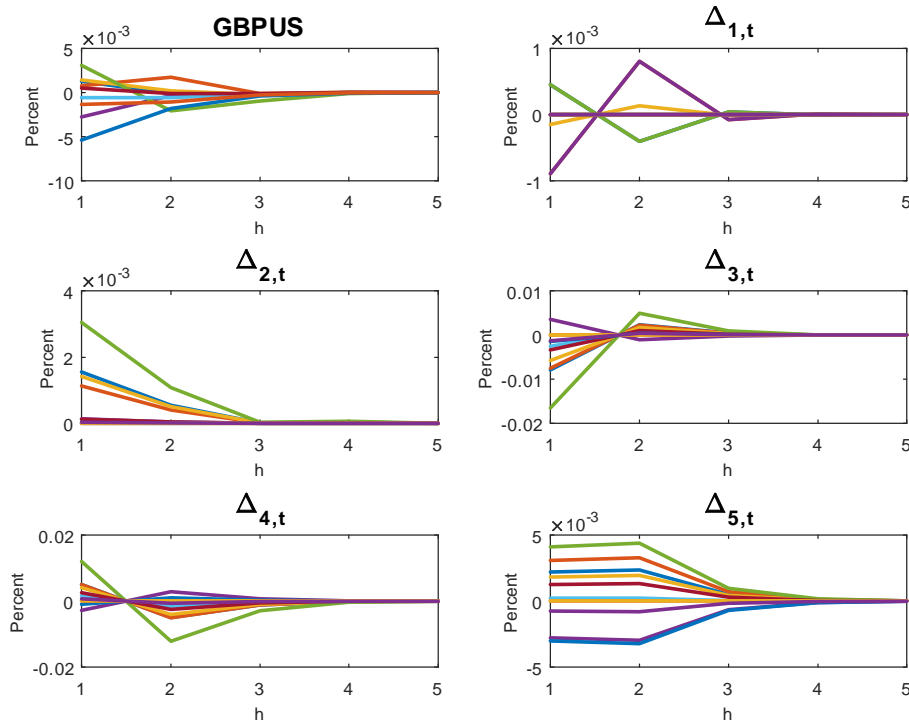 GBPUS
×10⁻³
5
0
-5
-10
Percent
1 2 3 4 5
h
Δ1,t
×10⁻³
1
0
-1
Percent
1 2 3 4 5
h
Δ2,t
×10⁻³
4
2
0
Percent
1 2 3 4 5
h
Δ3,t
0.01
0
-0.01
-0.02
Percent
1 2 3 4 5
h
Δ4,t
0.02
0
-0.02
Percent
1 2 3 4 5
h
Δ5,t
×10⁻³
5
0
-5
Percent
1 2 3 4 5
h